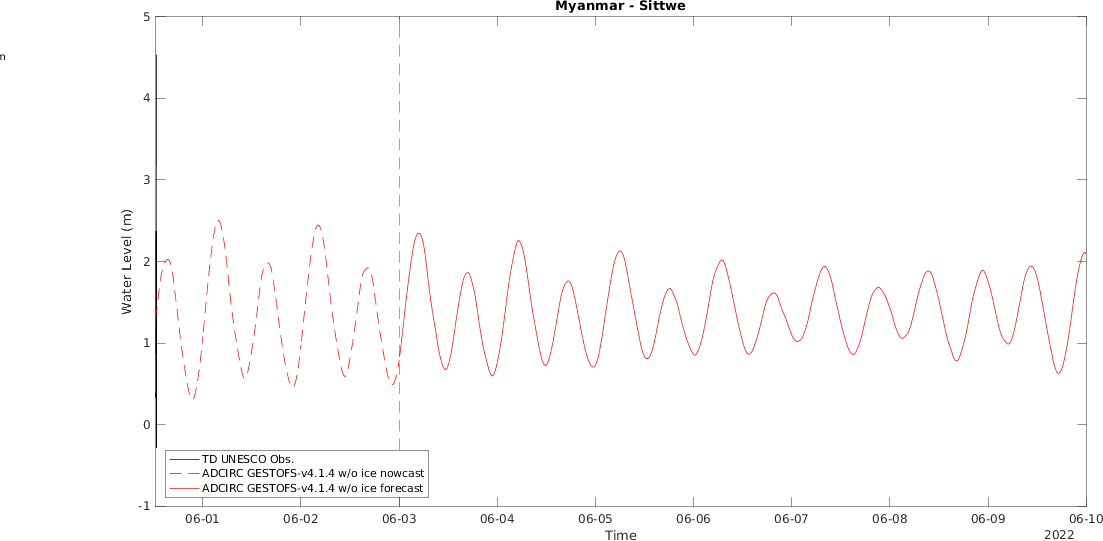 Myanmar - Sittwe
m
Water Level (m)
5
4
3
2
1
0
-1
TD UNESCO Obs.
ADCIRC GESTOFS-v4.1.4 w/o ice nowcast
ADCIRC GESTOFS-v4.1.4 w/o ice forecast
06-01 06-02 06-03 06-04 06-05 06-06 06-07 06-08 06-09 06-10
Time
2022